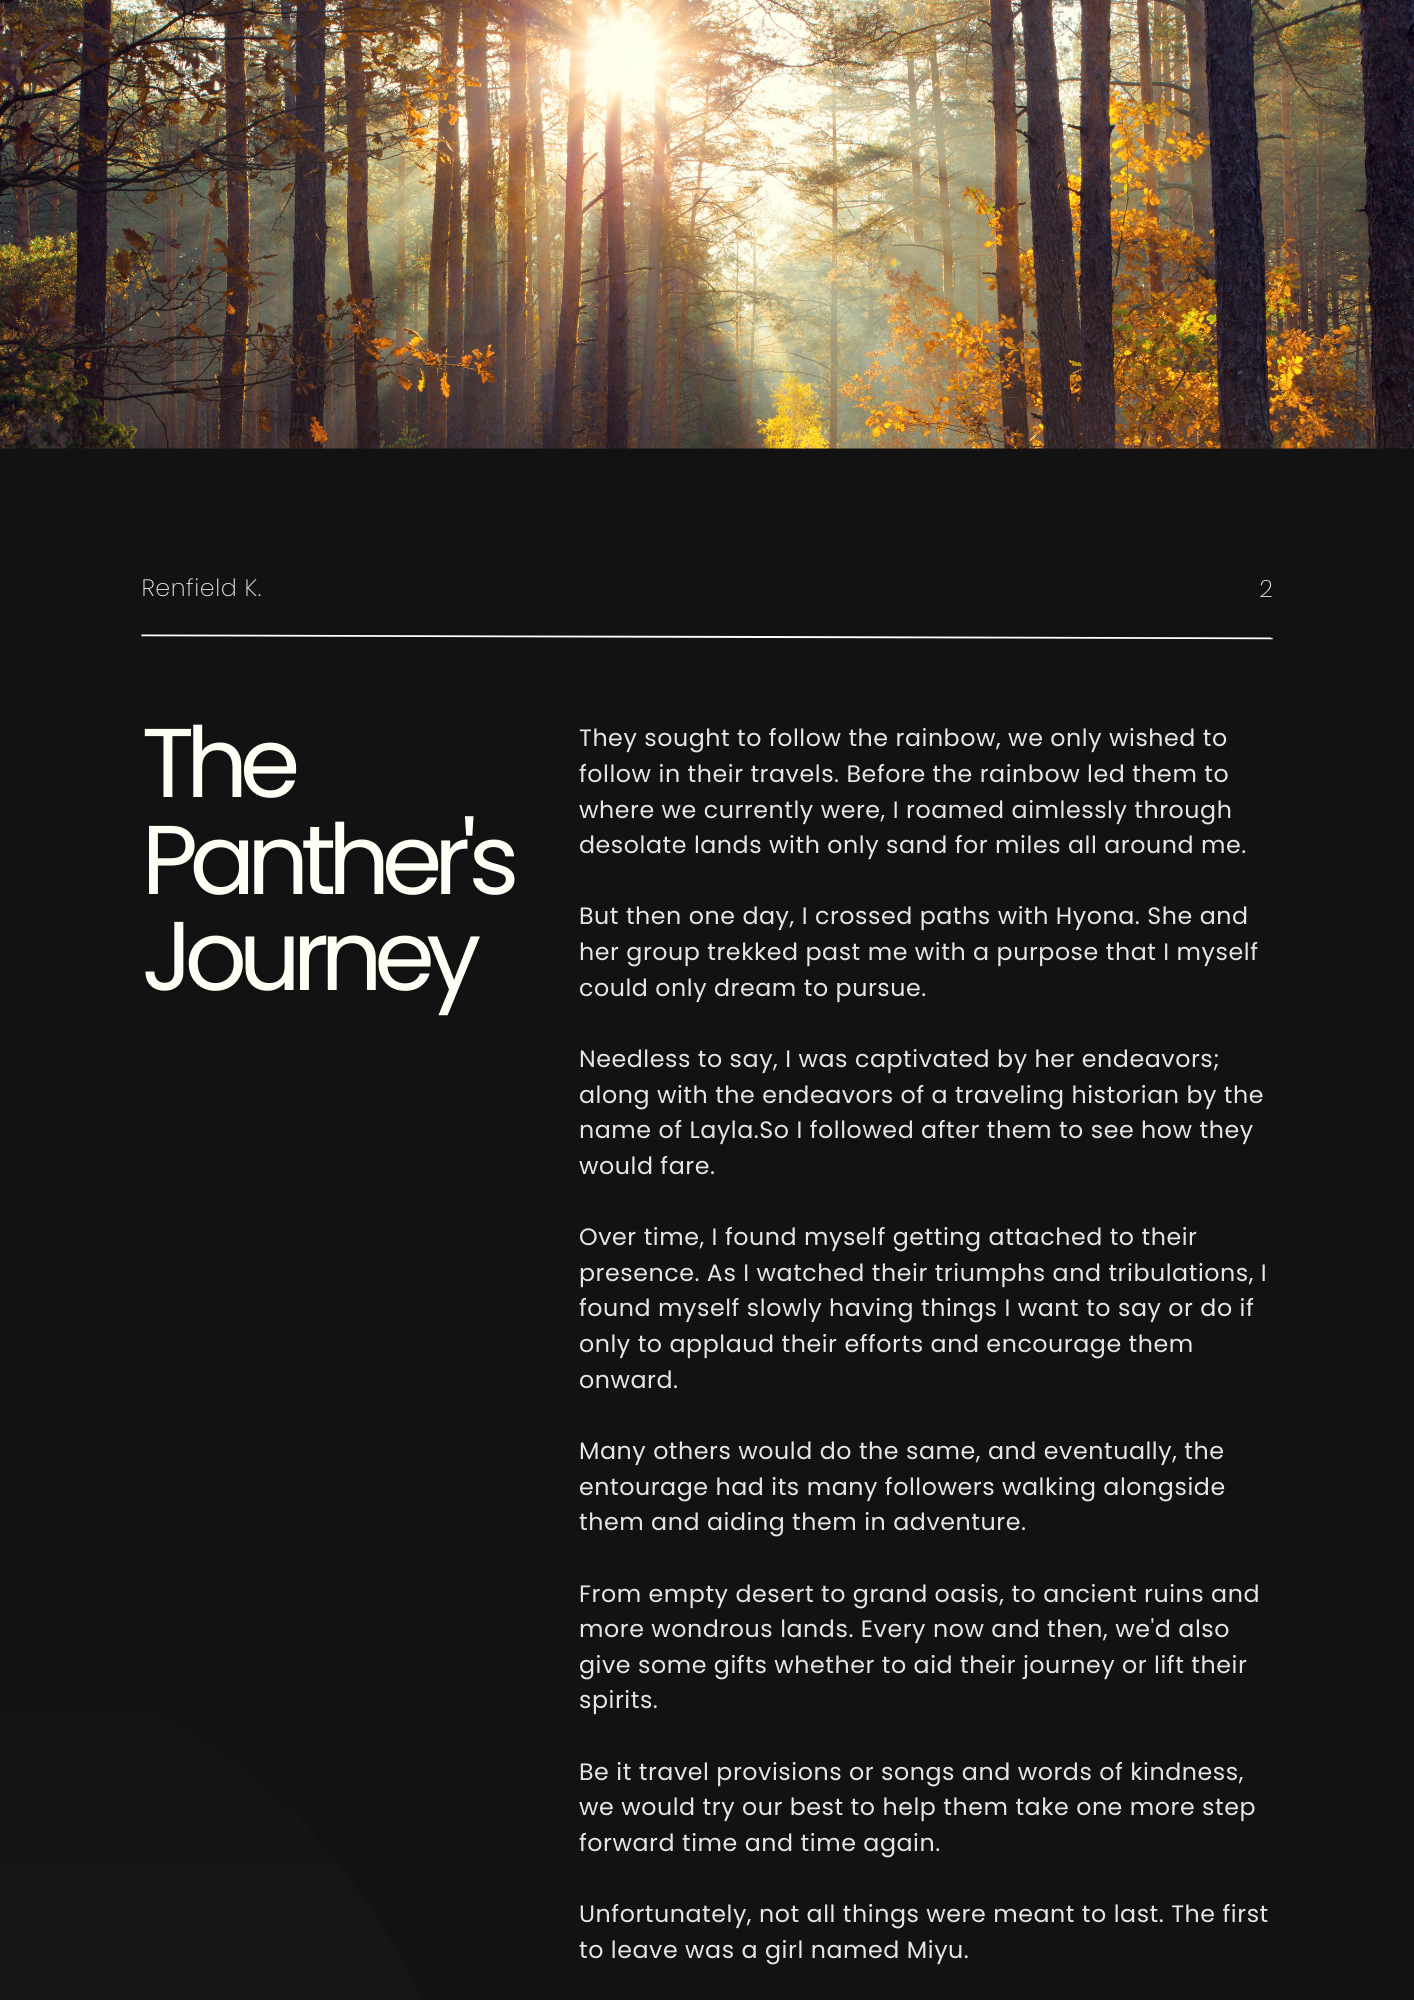 Renfield K.
2
The
Panther's
Journey
They sought to follow the rainbow, we only wished to
follow in their travels. Before the rainbow led them to
where we currently were, I roamed aimlessly through
desolate lands with only sand for miles all around me.
But then one day, I crossed paths with Hyona. She and
her group trekked past me with a purpose that I myself
could only dream to pursue.
Needless to say, I was captivated by her endeavors;
along with the endeavors of a traveling historian by the
name of Layla.So I followed after them to see how they
would fare.
Over time, I found myself getting attached to their
presence. As I watched their triumphs and tribulations, I
found myself slowly having things I want to say or do if
only to applaud their efforts and encourage them
onward.
Many others would do the same, and eventually, the
entourage had its many followers walking alongside
them and aiding them in adventure.
From empty desert to grand oasis, to ancient ruins and
more wondrous lands. Every now and then, we'd also
give some gifts whether to aid their journey or lift their
spirits.
Be it travel provisions or songs and words of kindness,
we would try our best to help them take one more step
forward time and time again.
Unfortunately, not all things were meant to last. The first
to leave was a girl named Miyu.